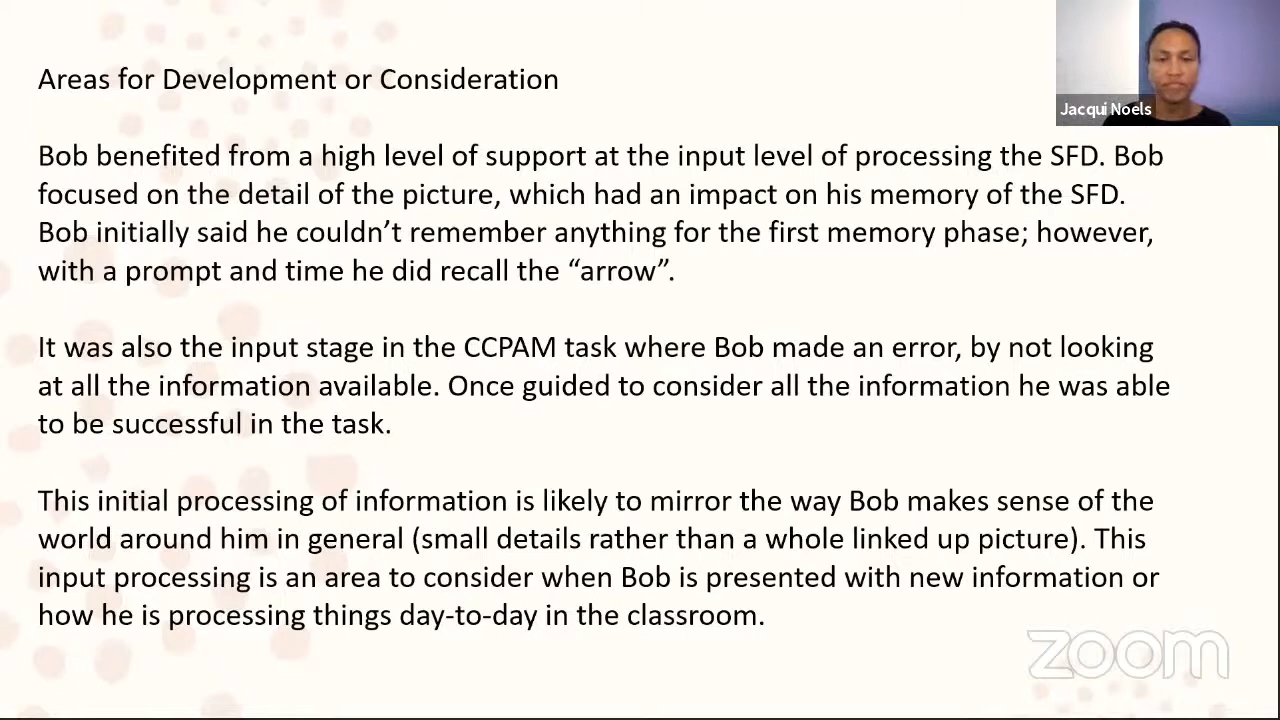 Areas for Development or Consideration
Jacqui Noels
Bob benefited from a high level of support at the input level of processing the SFD. Bob
focused on the detail of the picture, which had an impact on his memory of the SFD.
Bob initially said he couldn’t remember anything for the first memory phase; however,
with a prompt and time he did recall the “arrow”.
It was also the input stage in the CCPAM task where Bob made an error, by not looking
at all the information available. Once guided to consider all the information he was able
to be successful in the task.
This initial processing of information is likely to mirror the way Bob makes sense of the
world around him in general (small details rather than a whole linked up picture). This
input processing is an area to consider when Bob is presented with new information or
how he is processing things day-to-day in the classroom.
zoom